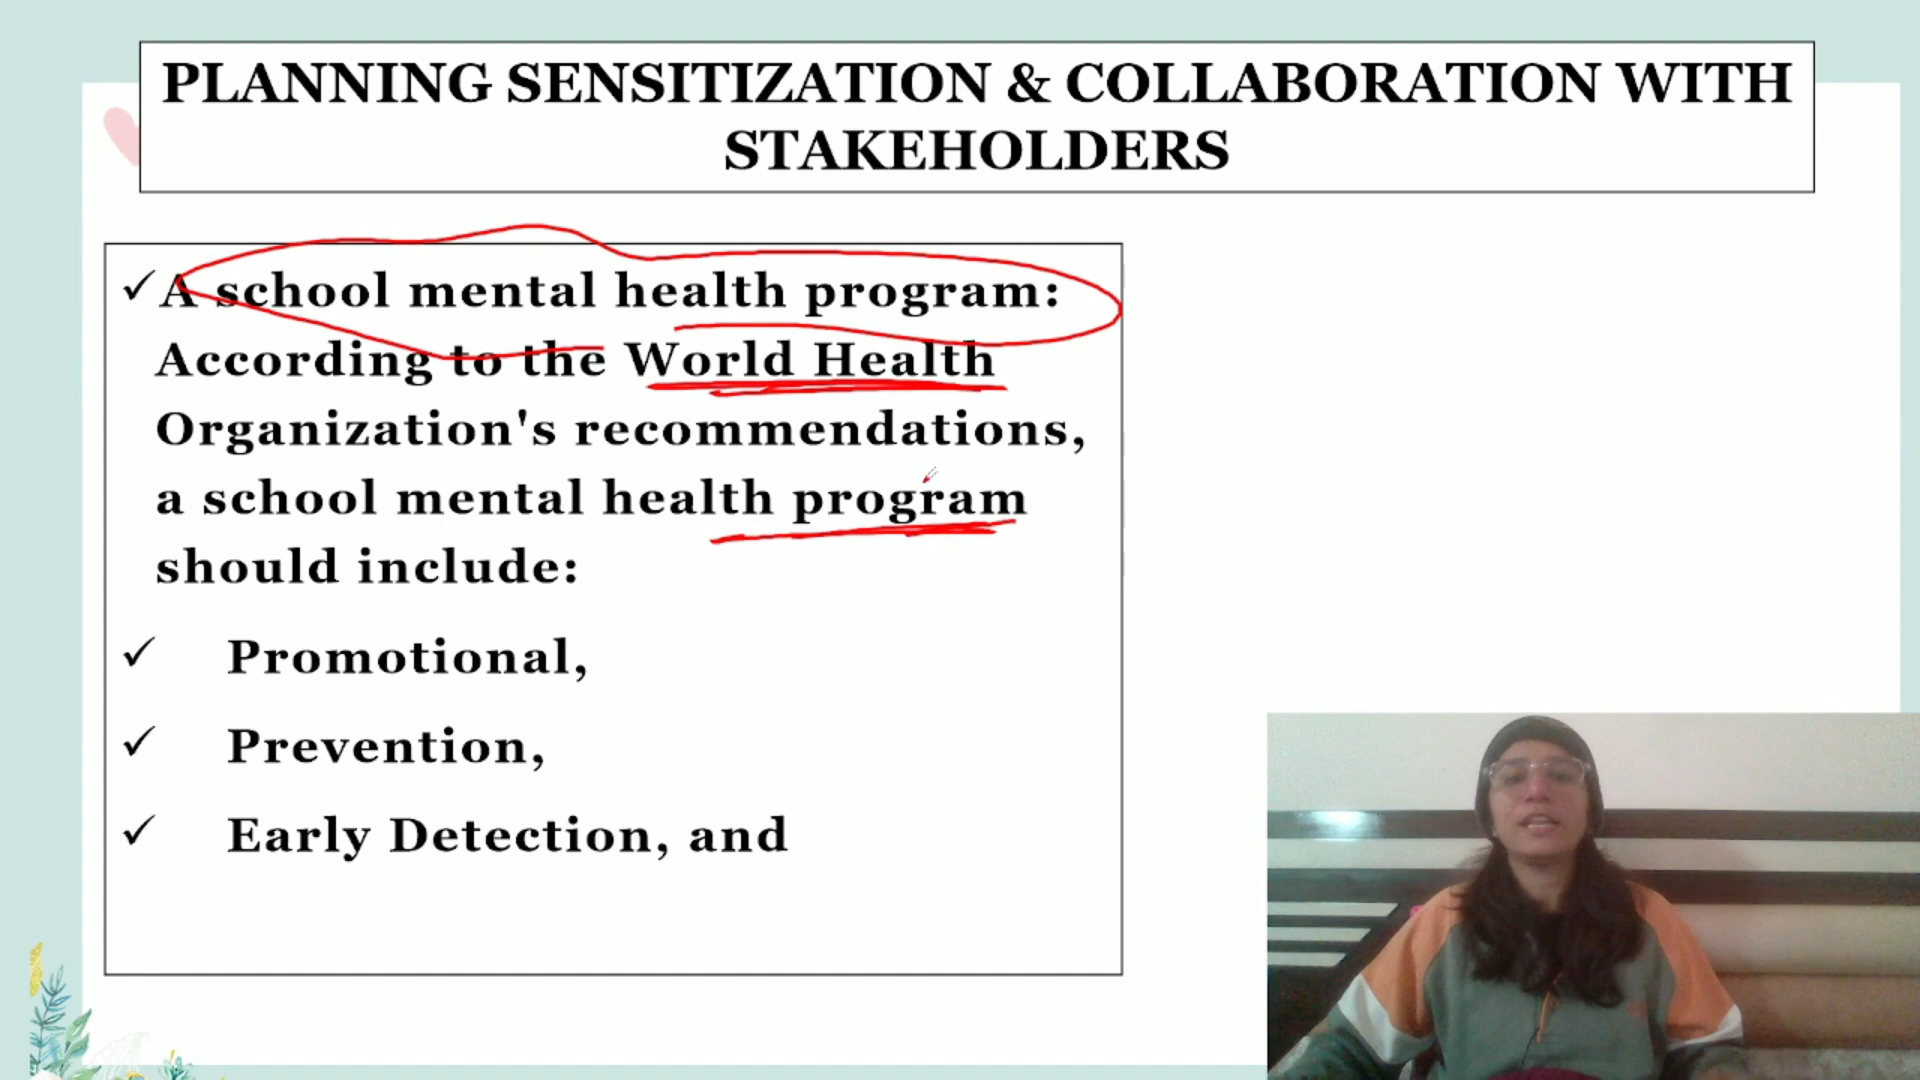 PLANNING SENSITIZATION & COLLABORATION WITH
STAKEHOLDERS
✓A school mental health program:
According to the World Health
Organization's recommendations,
a school mental health program
should include:
✓ Promotional,
✓ Prevention,
✓ Early Detection, and